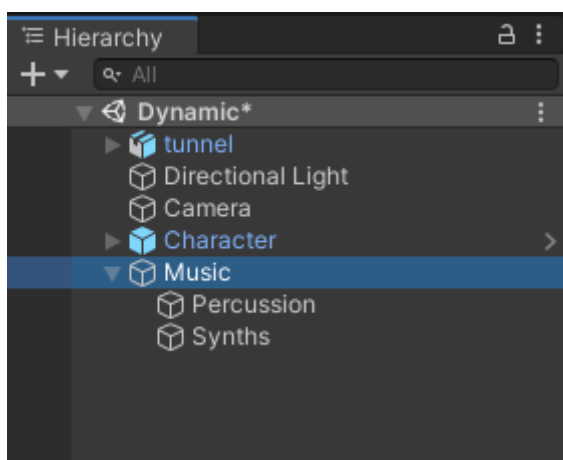 Hierarchy
All
Dynamic*
tunnel
Directional Light
Camera
Character
Music
Percussion
Synths